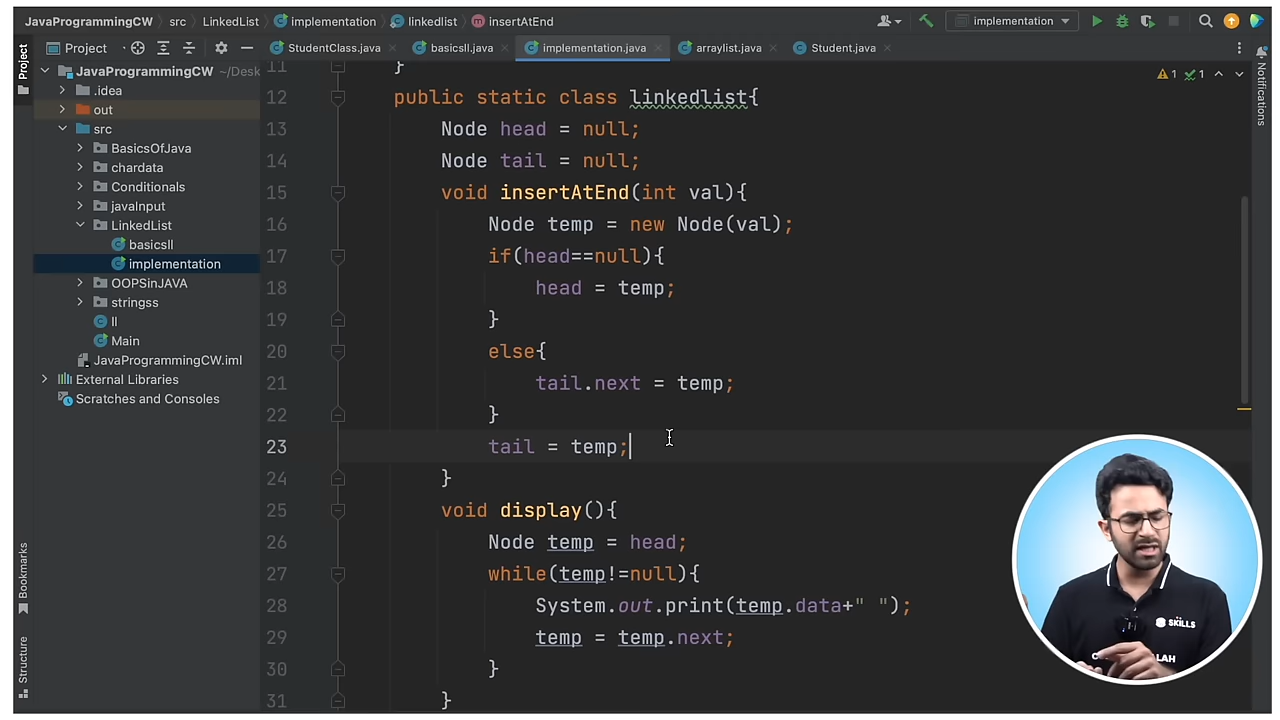 JavaProgrammingCW src LinkedList implementation linkedlist insertAtEnd implementation
Project StudentClass.java basicsll.java implementation.java arraylist.java Student.java
Project
Notifications
Bookmarks
Structure
JavaProgrammingCW ~/Desk
.idea
out
src
BasicsOfJava
chardata
Conditionals
javaInput
LinkedList
basicsll
implementation
OOPSinJAVA
stringss
ll
Main
JavaProgrammingCW.iml
External Libraries
Scratches and Consoles
1 1
11 }
12 public static class linkedlist{
13 Node head = null;
14 Node tail = null;
15 void insertAtEnd(int val){
16 Node temp = new Node(val);
17 if(head==null){
18 head = temp;
19 }
20 else{
21 tail.next = temp;
22 }
23 tail = temp;
24 }
25 void display(){
26 Node temp = head;
27 while(temp!=null){
28 System.out.print(temp.data+" ");
29 temp = temp.next;
30 }
31 }
SKILLS